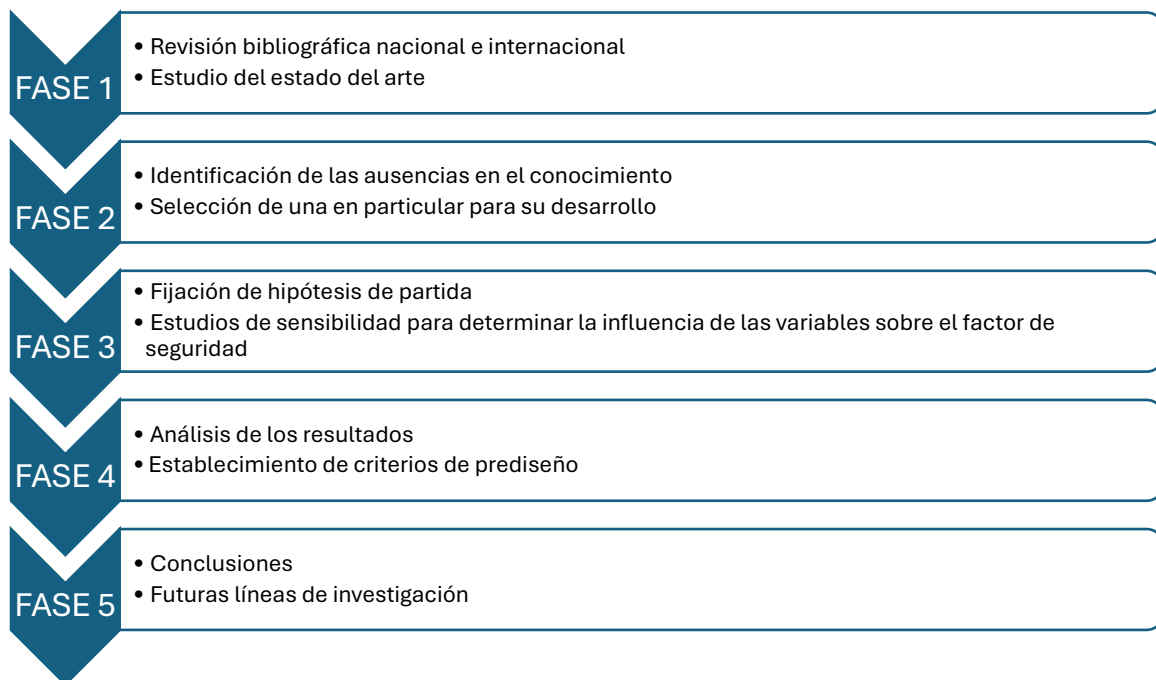 FASE 1
• Revisión bibliográfica nacional e internacional
• Estudio del estado del arte
FASE 2
• Identificación de las ausencias en el conocimiento
• Selección de una en particular para su desarrollo
FASE 3
• Fijación de hipótesis de partida
• Estudios de sensibilidad para determinar la influencia de las variables sobre el factor de
seguridad
FASE 4
• Análisis de los resultados
• Establecimiento de criterios de prediseño
FASE 5
• Conclusiones
• Futuras líneas de investigación